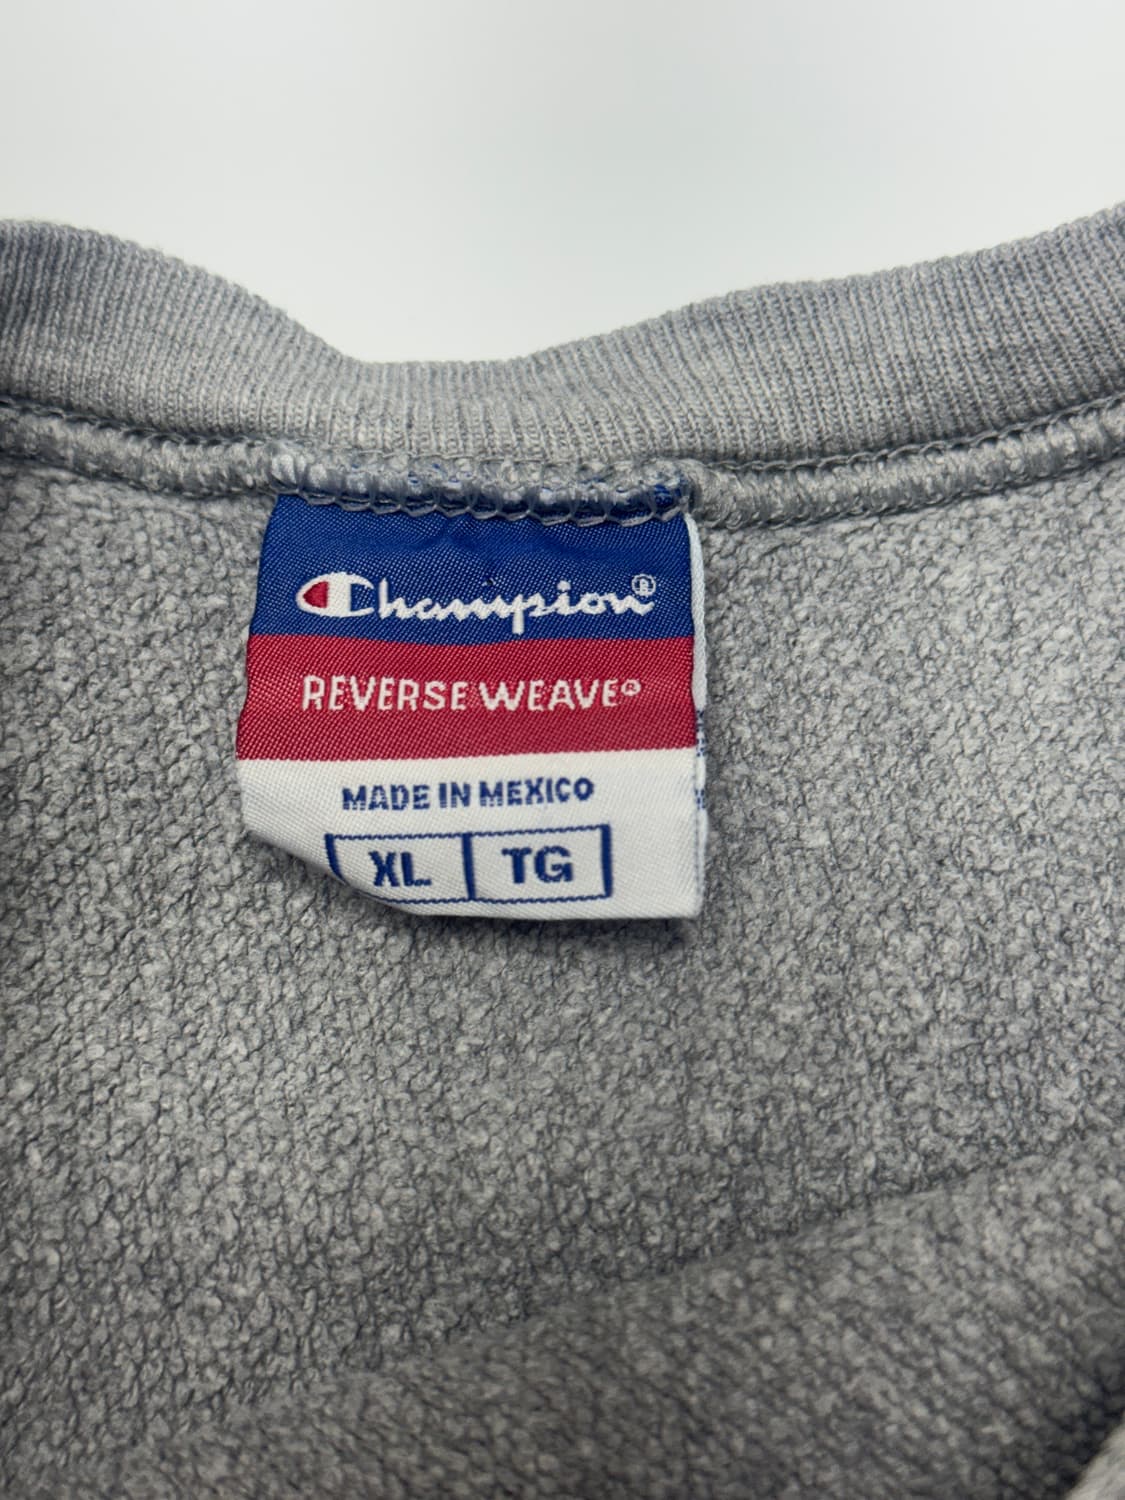 Champion®
REVERSE WEAVE®
MADE IN MEXICO
XL TG